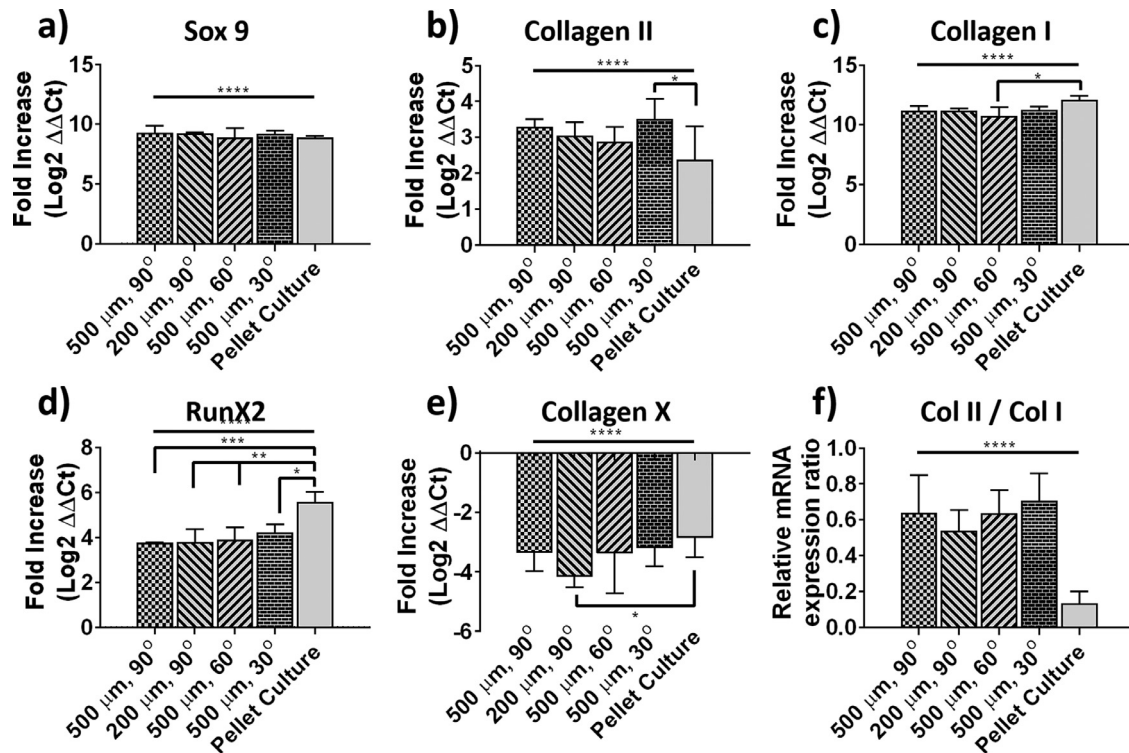 a)
Sox 9
Fold Increase
(Log2 ΔΔCt)
15
10
5
0
****
500 μm, 90°
200 μm, 90°
500 μm, 60°
500 μm, 30°
Pellet Culture
b)
Collagen II
Fold Increase
(Log2 ΔΔCt)
5
4
3
2
1
0
****
*
500 μm, 90°
200 μm, 90°
500 μm, 60°
500 μm, 30°
Pellet Culture
c)
Collagen I
Fold Increase
(Log2 ΔΔCt)
15
10
5
0
****
*
500 μm, 90°
200 μm, 90°
500 μm, 60°
500 μm, 30°
Pellet Culture
d)
RunX2
Fold Increase
(Log2 ΔΔCt)
8
6
4
2
0
****
***
**
*
500 μm, 90°
200 μm, 90°
500 μm, 60°
500 μm, 30°
Pellet Culture
e)
Collagen X
Fold Increase
(Log2 ΔΔCt)
0
-2
-4
-6
****
*
500 μm, 90°
200 μm, 90°
500 μm, 60°
500 μm, 30°
Pellet Culture
f)
Col II / Col I
Relative mRNA
expression ratio
1.0
0.8
0.6
0.4
0.2
0.0
****
500 μm, 90°
200 μm, 90°
500 μm, 60°
500 μm, 30°
Pellet Culture